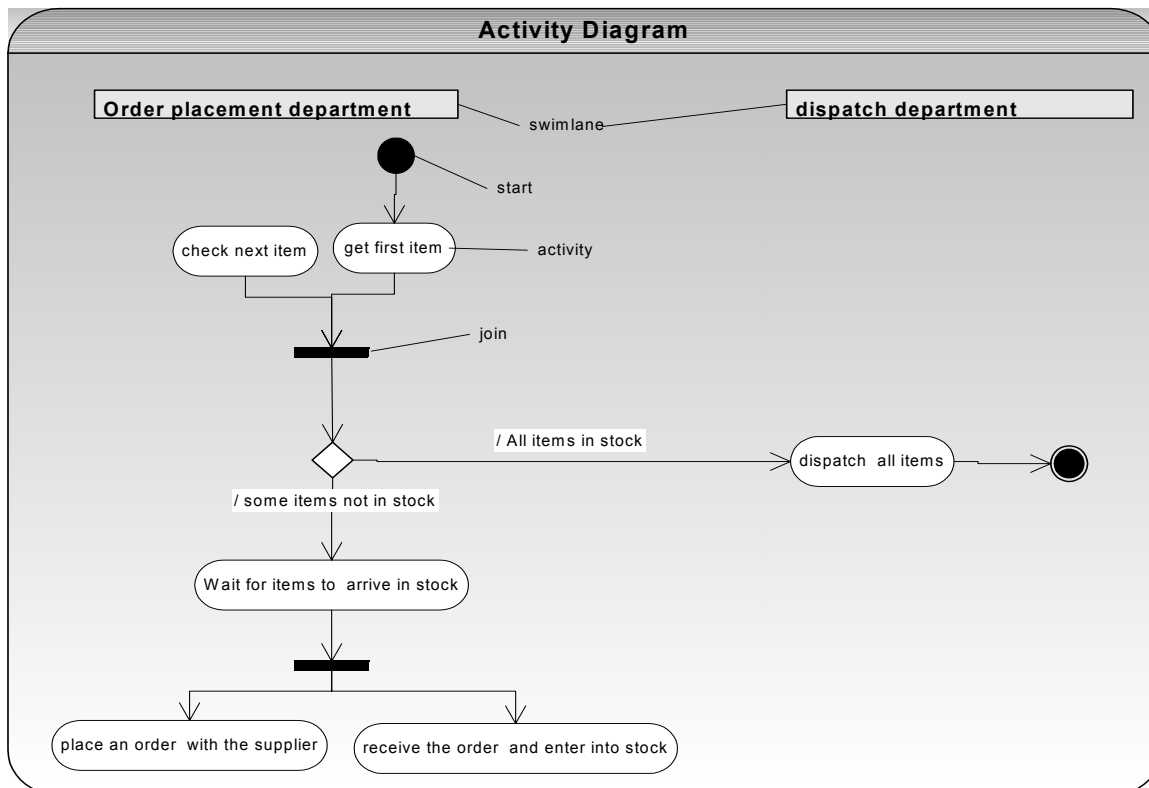 Activity Diagram
Order placement department
dispatch department
swimlane
start
check next item
get first item
activity
join
/ All items in stock
dispatch all items
/ some items not in stock
Wait for items to arrive in stock
place an order with the supplier
receive the order and enter into stock